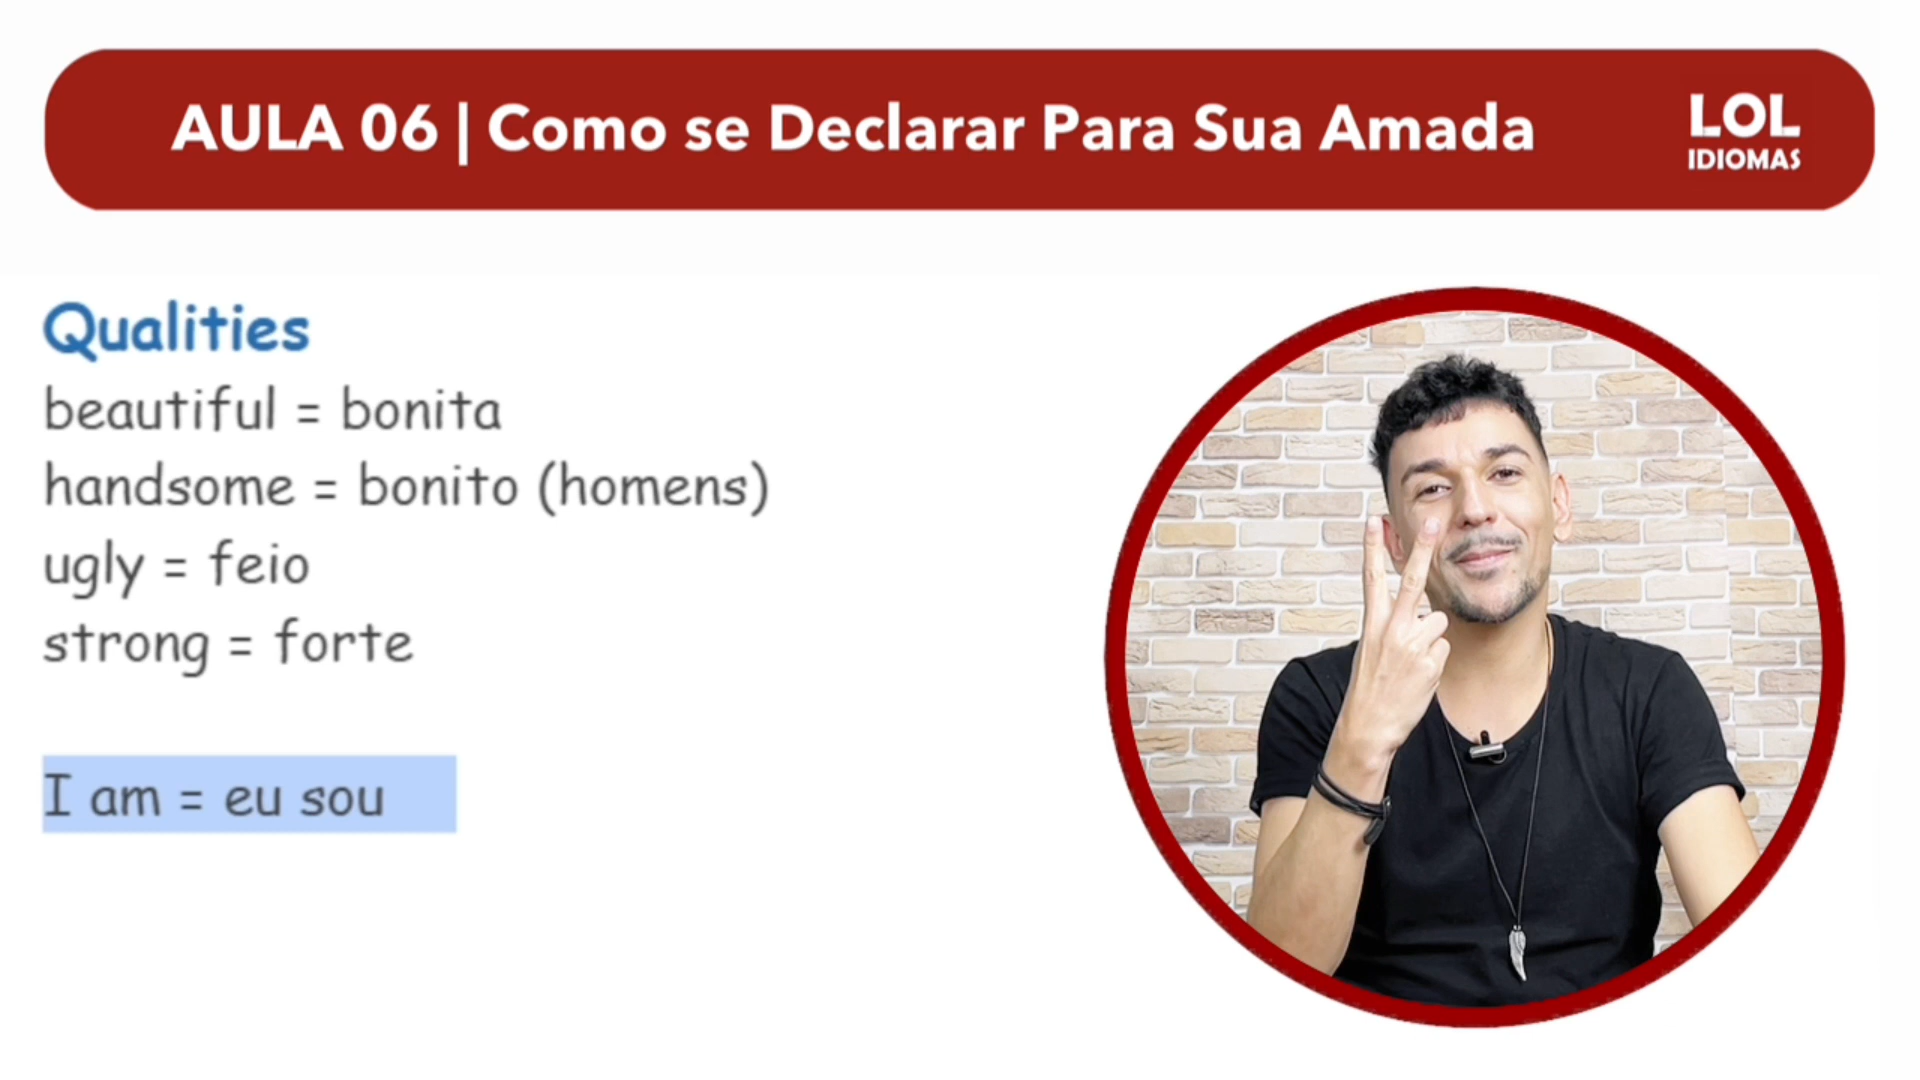 AULA 06 | Como se Declarar Para Sua Amada
LOL
IDIOMAS
Qualities
beautiful = bonita
handsome = bonito (homens)
ugly = feio
strong = forte
I am = eu sou